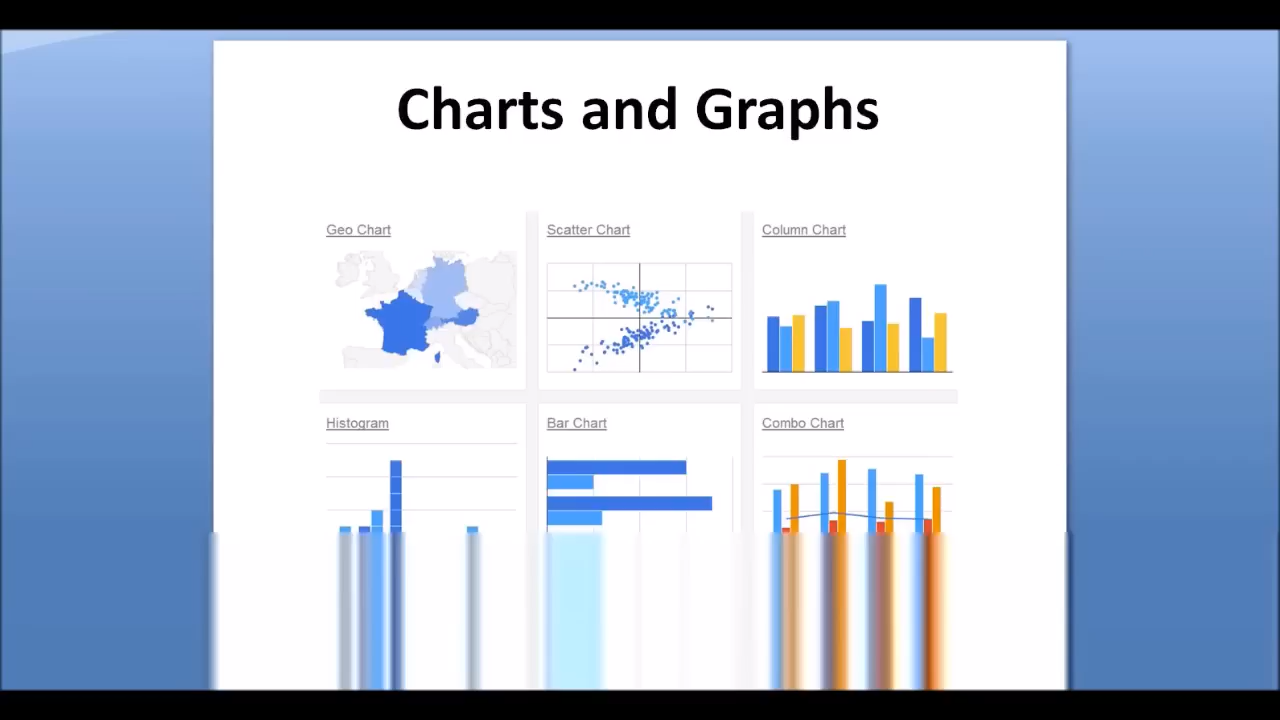 Charts and Graphs
Geo Chart
Scatter Chart
Column Chart
Histogram
Bar Chart
Combo Chart